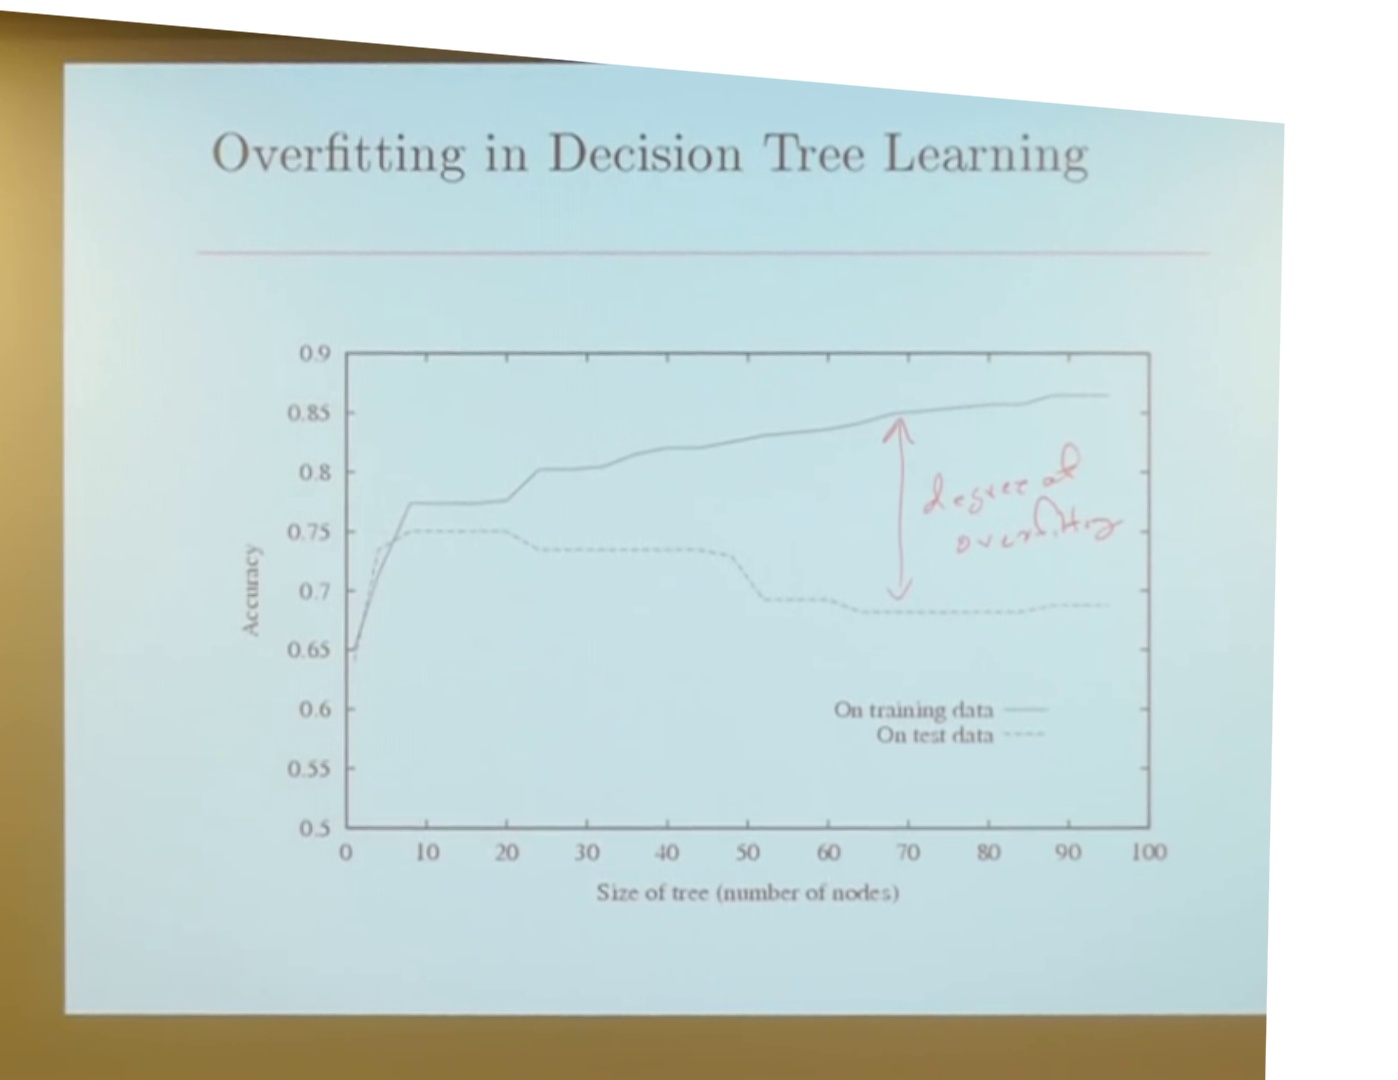 Overfitting in Decision Tree Learning
0.9
0.85
0.8
0.75
0.7
0.65
0.6
0.55
0.5
Accuracy
degree of
overfitting
On training data
On test data
0 10 20 30 40 50 60 70 80 90 100
Size of tree (number of nodes)